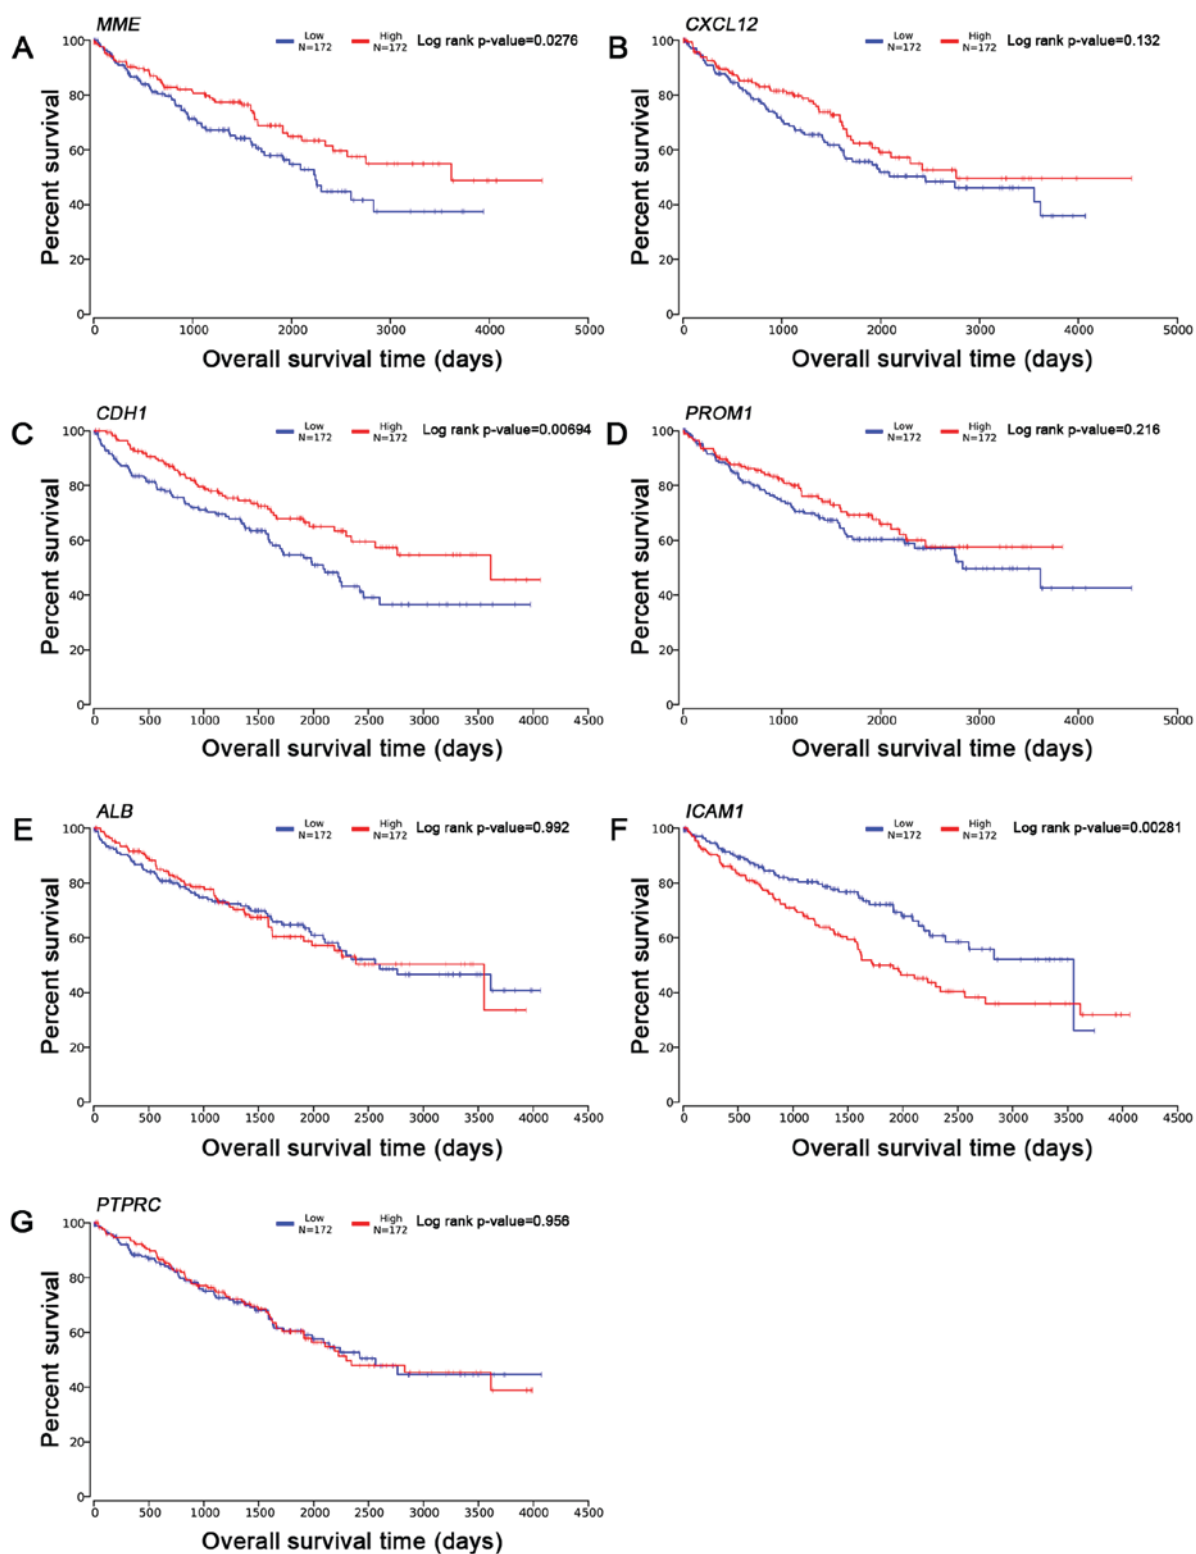 A
MME
Low
N=172
High
N=172
Log rank p-value=0.0276
100
80
60
40
20
0
Percent survival
0 1000 2000 3000 4000 5000
Overall survival time (days)
B
CXCL12
Low
N=172
High
N=172
Log rank p-value=0.132
100
80
60
40
20
0
Percent survival
0 1000 2000 3000 4000 5000
Overall survival time (days)
C
CDH1
Low
N=172
High
N=172
Log rank p-value=0.00694
100
80
60
40
20
0
Percent survival
0 500 1000 1500 2000 2500 3000 3500 4000 4500
Overall survival time (days)
D
PROM1
Low
N=172
High
N=172
Log rank p-value=0.216
100
80
60
40
20
0
Percent survival
0 1000 2000 3000 4000 5000
Overall survival time (days)
E
ALB
Low
N=172
High
N=172
Log rank p-value=0.992
100
80
60
40
20
0
Percent survival
0 500 1000 1500 2000 2500 3000 3500 4000 4500
Overall survival time (days)
F
ICAM1
Low
N=172
High
N=172
Log rank p-value=0.00281
100
80
60
40
20
0
Percent survival
0 500 1000 1500 2000 2500 3000 3500 4000 4500
Overall survival time (days)
G
PTPRC
Low
N=172
High
N=172
Log rank p-value=0.956
100
80
60
40
20
0
Percent survival
0 500 1000 1500 2000 2500 3000 3500 4000 4500
Overall survival time (days)